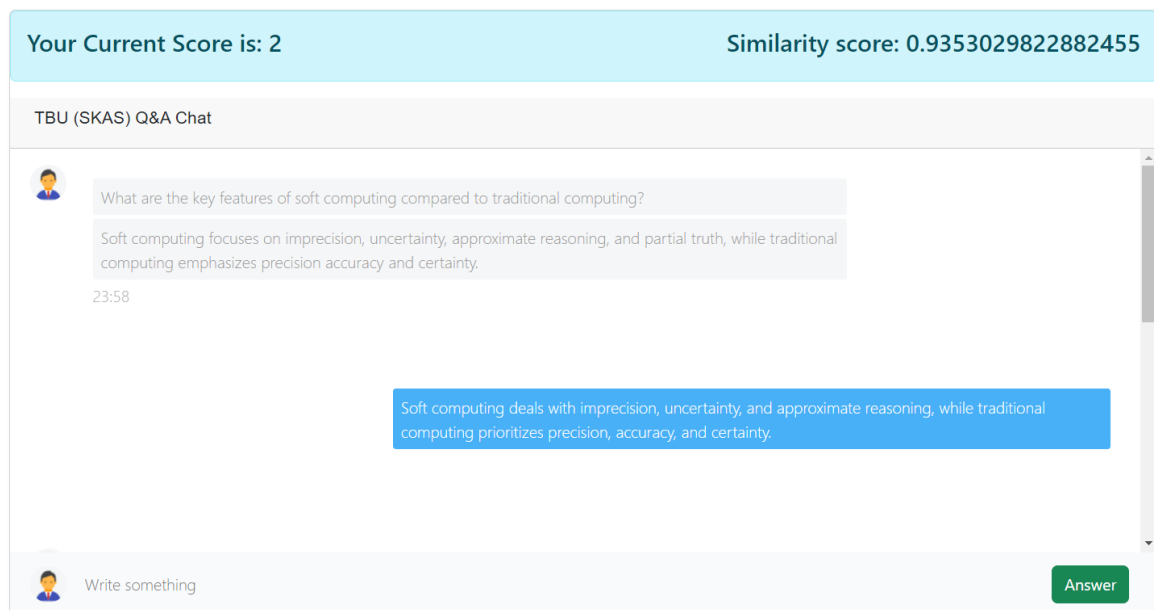 Your Current Score is: 2
Similarity score: 0.9353029822882455
TBU (SKAS) Q&A Chat
What are the key features of soft computing compared to traditional computing?
Soft computing focuses on imprecision, uncertainty, approximate reasoning, and partial truth, while traditional
computing emphasizes precision accuracy and certainty.
23:58
Soft computing deals with imprecision, uncertainty, and approximate reasoning, while traditional
computing prioritizes precision, accuracy, and certainty.
Write something
Answer